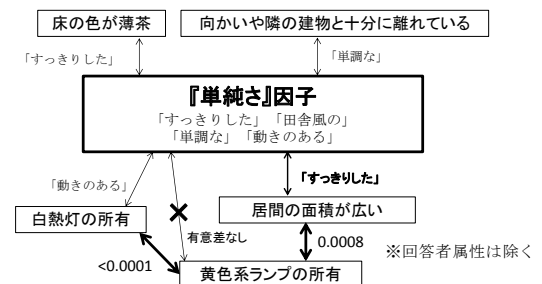 床の色が薄茶
向かいや隣の建物と十分に離れている
「すっきりした」
「単調な」
『単純さ』因子
「すっきりした」「田舎風の」
「単調な」「動きのある」
「動きのある」
「すっきりした」
白熱灯の所有
有意差なし
居間の面積が広い
<0.0001
0.0008
※回答者属性は除く
黄色系ランプの所有